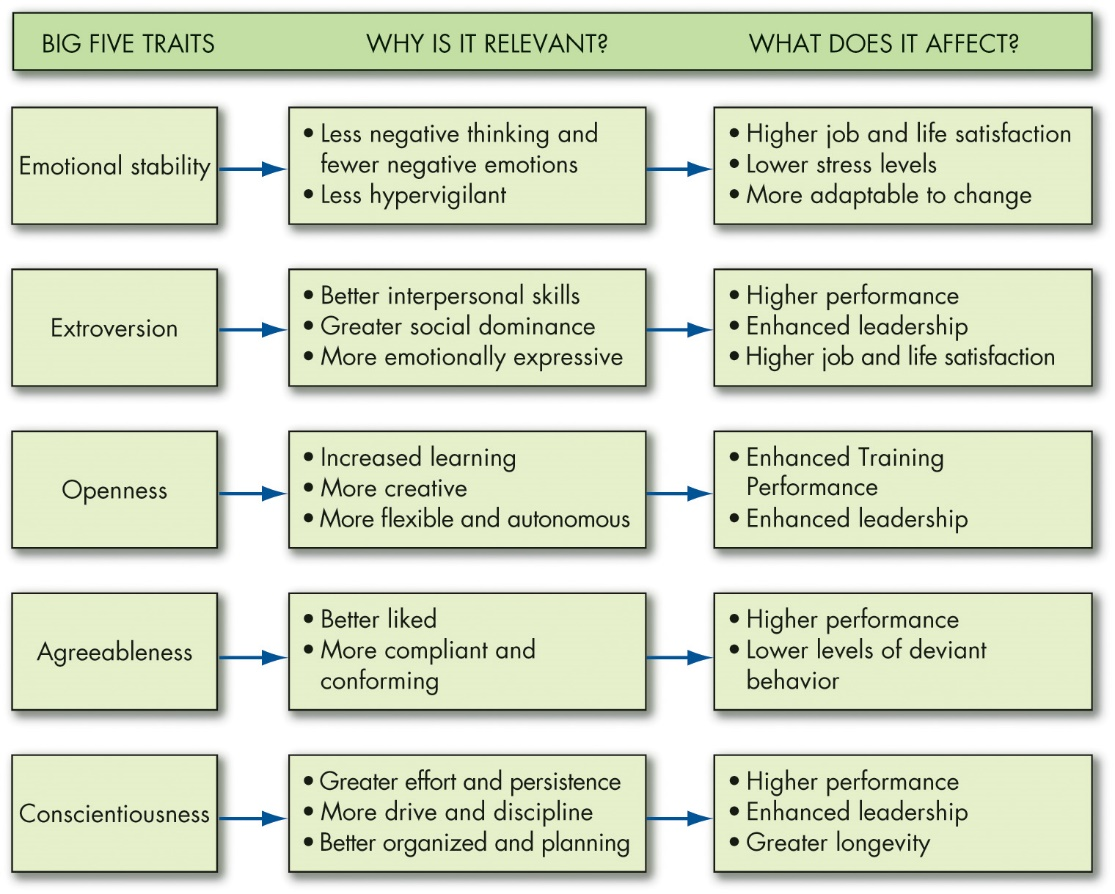 BIG FIVE TRAITS WHY IS IT RELEVANT? WHAT DOES IT AFFECT?
Emotional stability
• Less negative thinking and
fewer negative emotions
• Less hypervigilant
• Higher job and life satisfaction
• Lower stress levels
• More adaptable to change
Extroversion
• Better interpersonal skills
• Greater social dominance
• More emotionally expressive
• Higher performance
• Enhanced leadership
• Higher job and life satisfaction
Openness
• Increased learning
• More creative
• More flexible and autonomous
• Enhanced Training
Performance
• Enhanced leadership
Agreeableness
• Better liked
• More compliant and
conforming
• Higher performance
• Lower levels of deviant
behavior
Conscientiousness
• Greater effort and persistence
• More drive and discipline
• Better organized and planning
• Higher performance
• Enhanced leadership
• Greater longevity